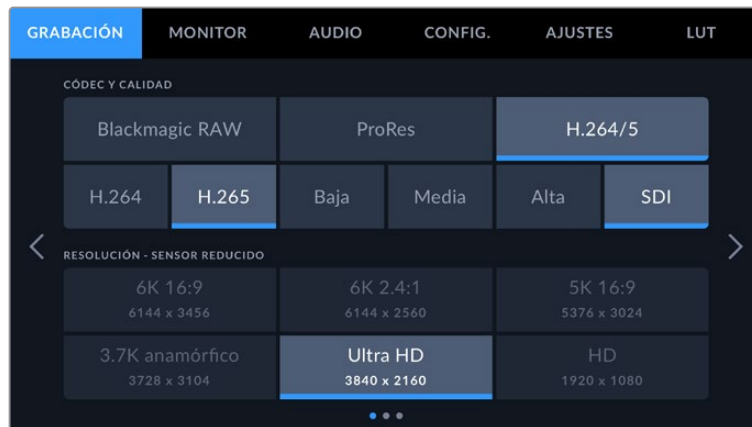 GRABACIÓN MONITOR AUDIO CONFIG. AJUSTES LUT
CÓDEC Y CALIDAD
Blackmagic RAW ProRes H.264/5
H.264 H.265 Baja Media Alta SDI
RESOLUCIÓN - SENSOR REDUCIDO
6K 16:9 6K 2.4:1 5K 16:9
6144 x 3456 6144 x 2560 5376 x 3024
3.7K anamórfico Ultra HD HD
3728 x 3104 3840 x 2160 1920 x 1080